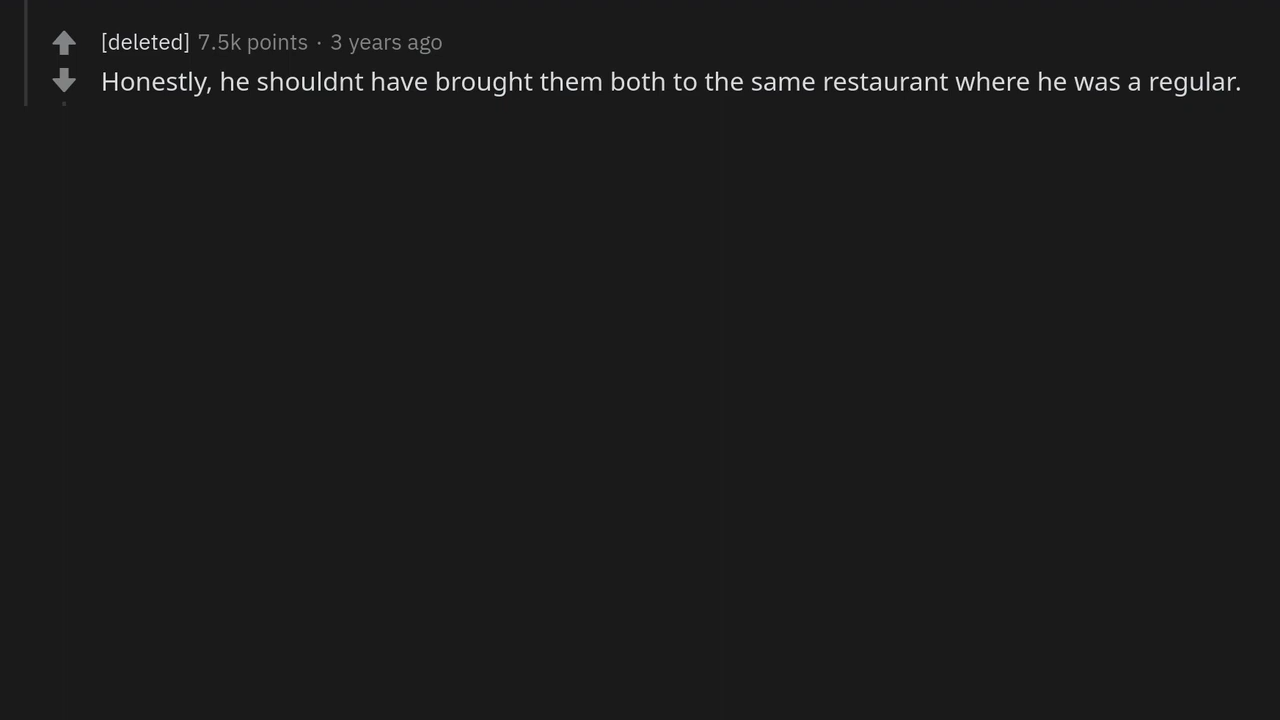 [deleted] 7.5k points · 3 years ago
Honestly, he shouldnt have brought them both to the same restaurant where he was a regular.